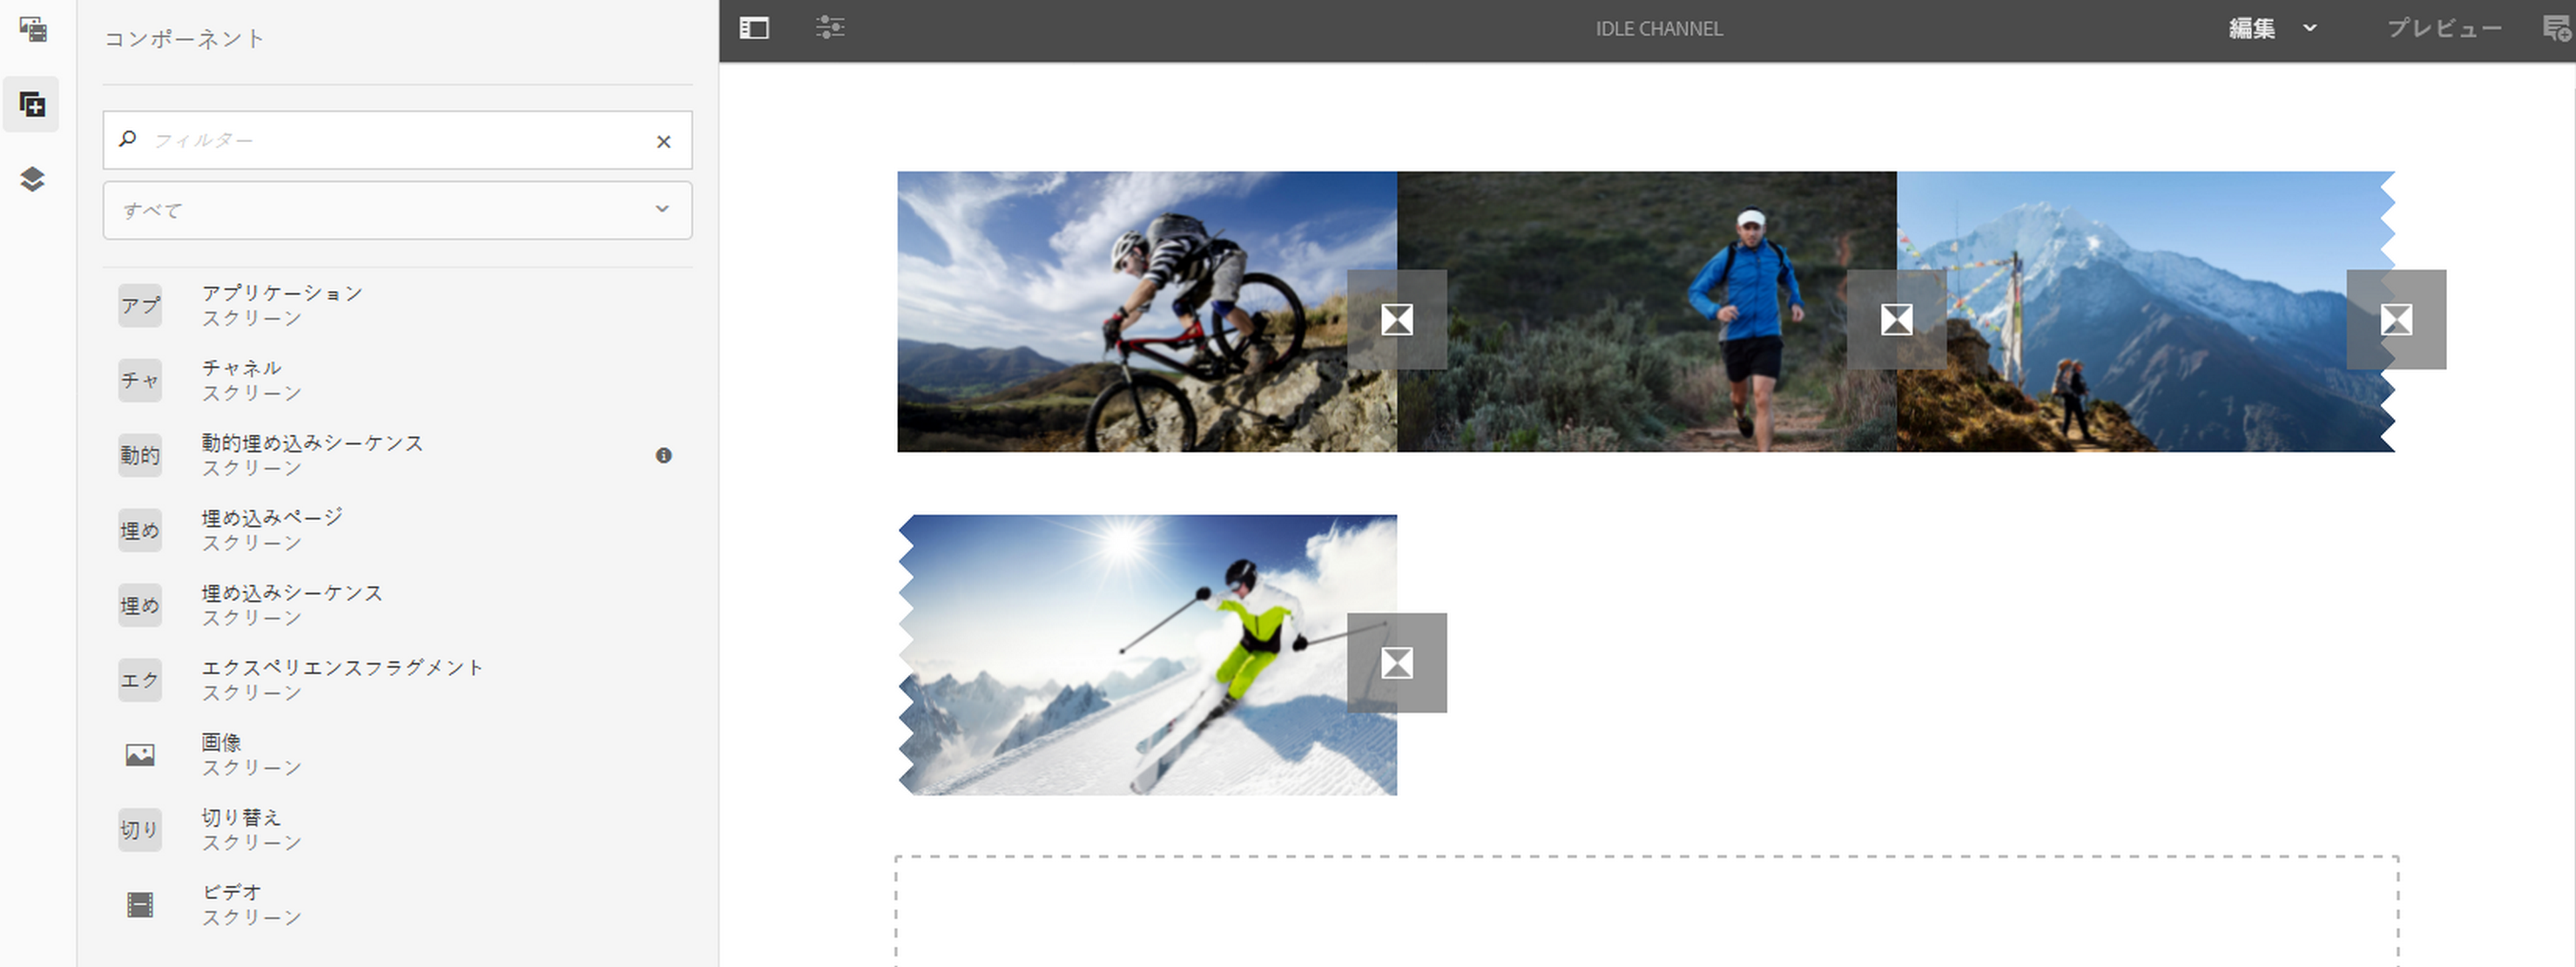 コンポーネント
フィルター
すべて
アプ
アプリケーション
スクリーン
チャ
チャネル
スクリーン
動的
動的埋め込みシーケンス
スクリーン
埋め
埋め込みページ
スクリーン
埋め
埋め込みシーケンス
スクリーン
エク
エクスペリエンスフラグメント
スクリーン
画像
スクリーン
切り
切り替え
スクリーン
ビデオ
スクリーン
IDLE CHANNEL
編集
プレビュー